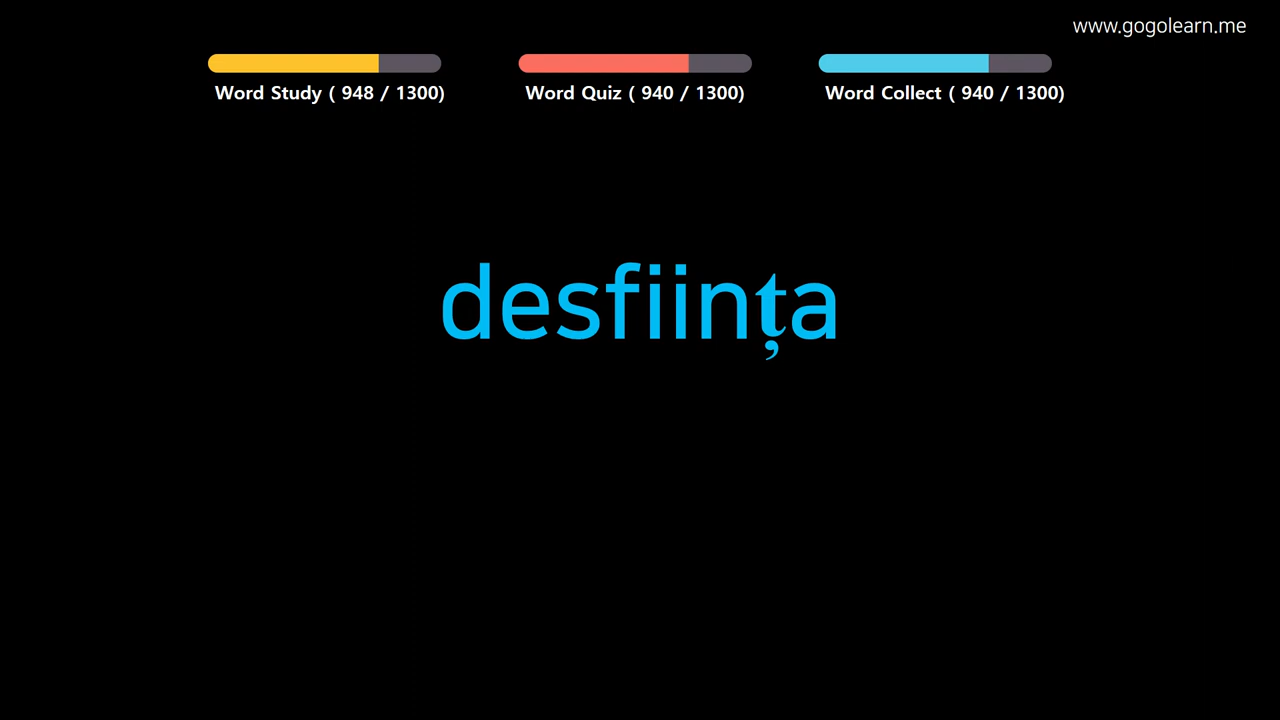 www.gogolearn.me
Word Study ( 948 / 1300)
Word Quiz ( 940 / 1300)
Word Collect ( 940 / 1300)
desființa